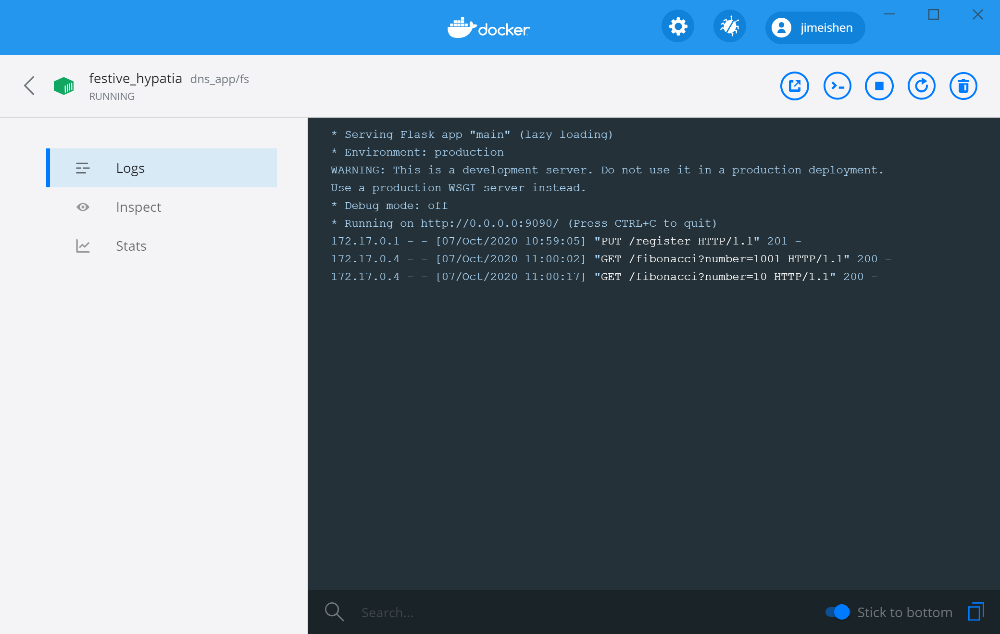 docker
jimeishen
festive_hypatia dns_app/fs
RUNNING
Logs
Inspect
Stats
* Serving Flask app "main" (lazy loading)
* Environment: production
WARNING: This is a development server. Do not use it in a production deployment.
Use a production WSGI server instead.
* Debug mode: off
* Running on http://0.0.0.0:9090/ (Press CTRL+C to quit)
172.17.0.1 - - [07/Oct/2020 10:59:05] "PUT /register HTTP/1.1" 201 -
172.17.0.4 - - [07/Oct/2020 11:00:02] "GET /fibonacci?number=1001 HTTP/1.1" 200 -
172.17.0.4 - - [07/Oct/2020 11:00:17] "GET /fibonacci?number=10 HTTP/1.1" 200 -
Search...
Stick to bottom